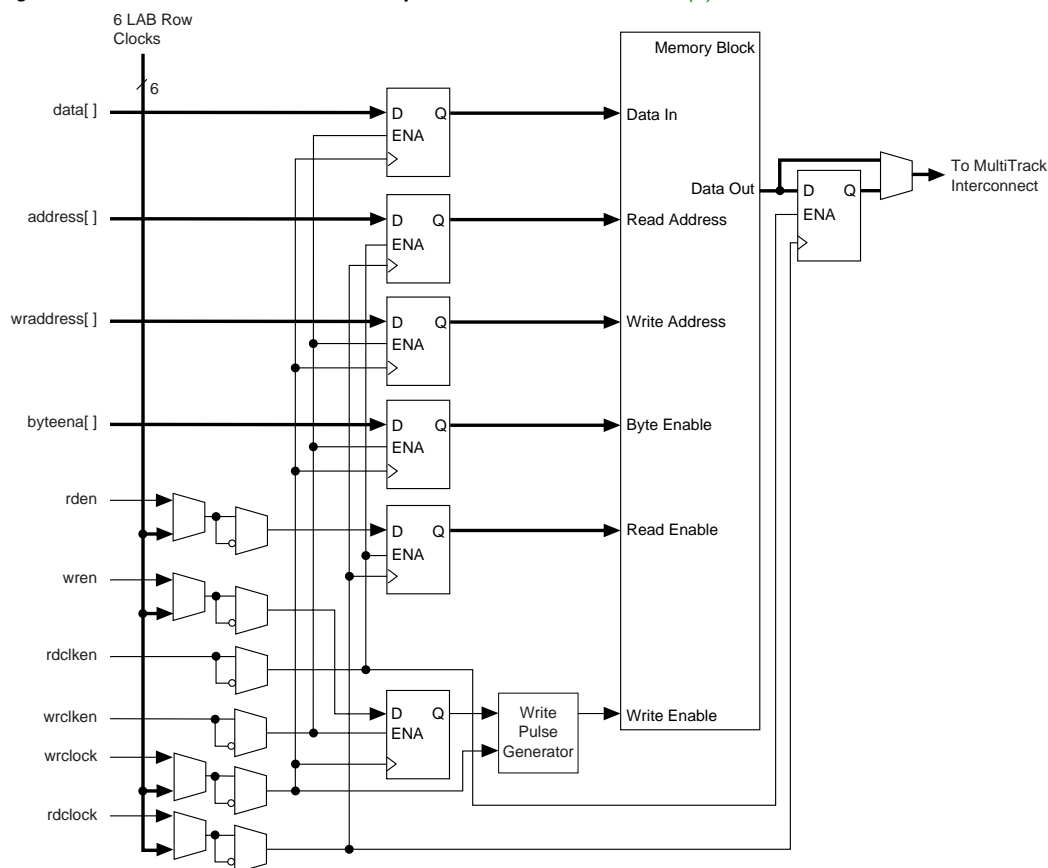 6 LAB Row
Clocks
6
Memory Block
data[ ]
D Q
ENA
Data In
To MultiTrack
Interconnect
Data Out
D Q
ENA
address[ ]
D Q
ENA
Read Address
wraddress[ ]
D Q
ENA
Write Address
byteena[ ]
D Q
ENA
Byte Enable
rden
D Q
ENA
Read Enable
wren
rdclken
wrclken
D Q
ENA
Write
Pulse
Generator
Write Enable
wrclock
rdclock